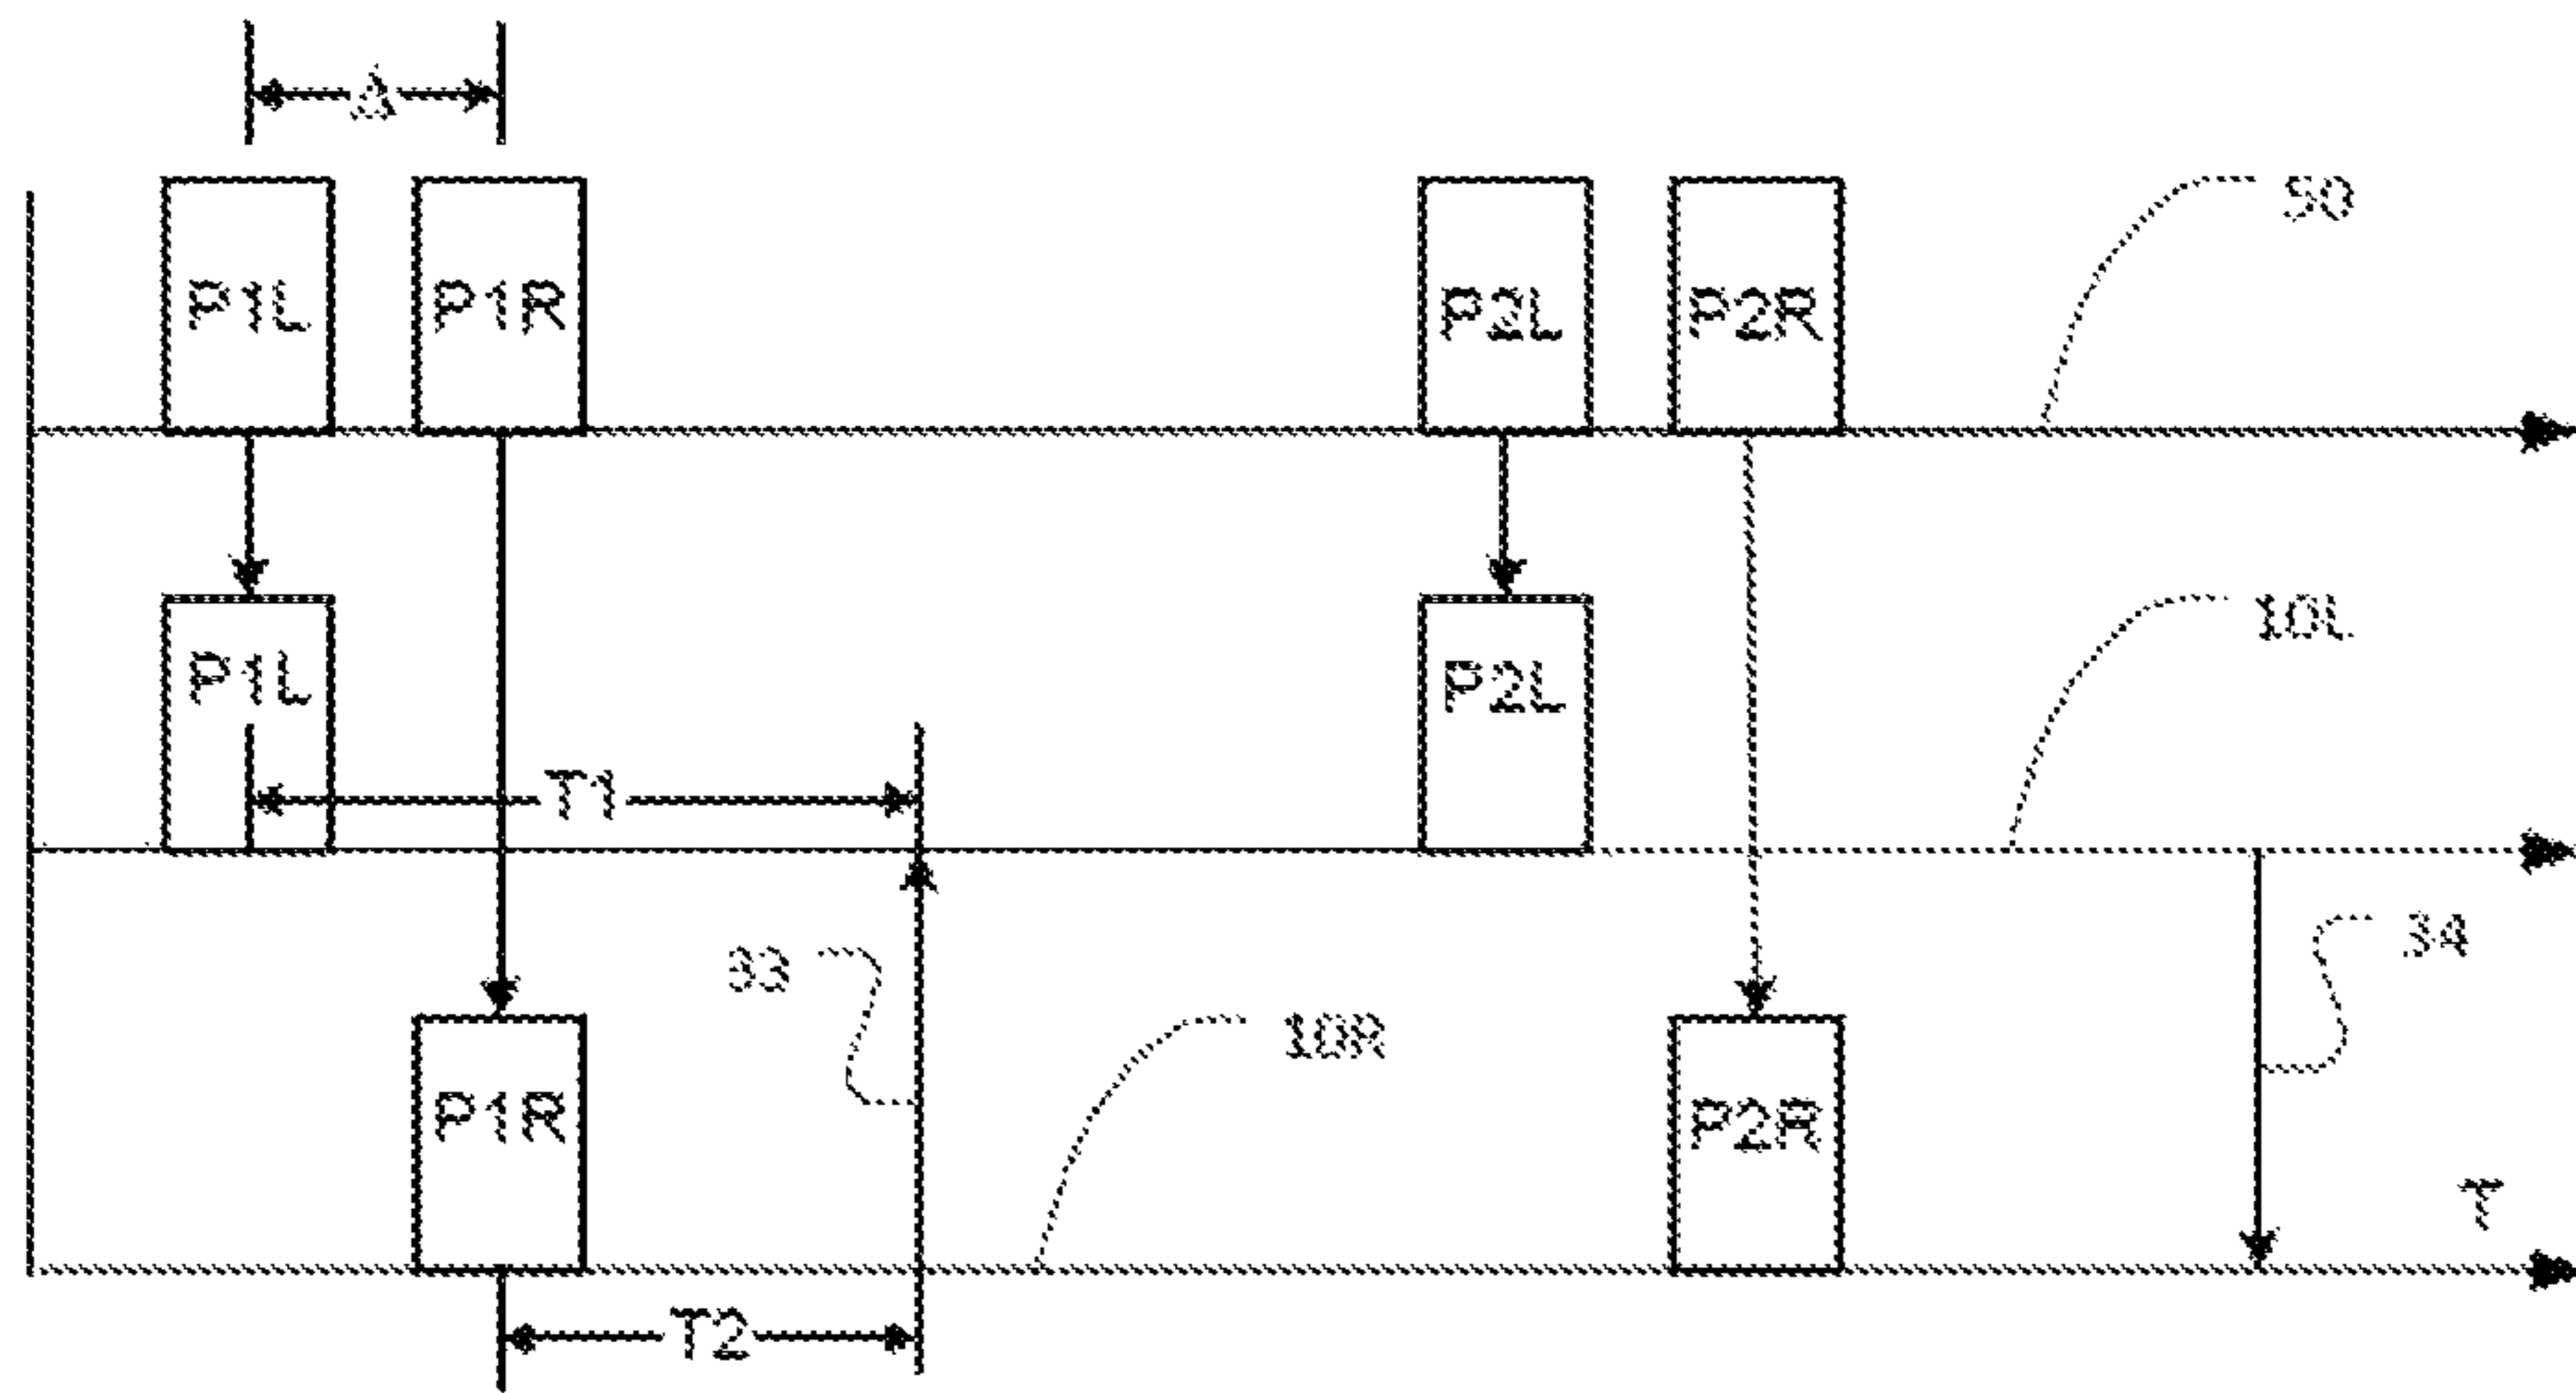 Δ
P1L P1R P2L P2R 50
10L
P1L P2L
T1
34
33
10R
P1R P2R
T
T2